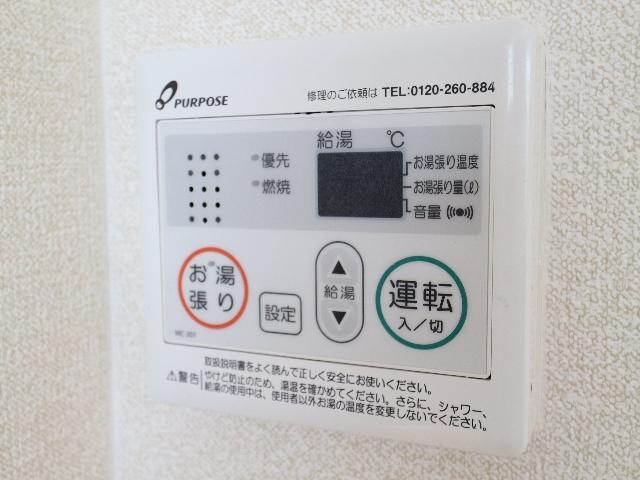 PURPOSE
修理のご依頼は TEL:0120-260-884
給湯 ℃
優先
燃焼
お湯張り温度
お湯張り量(ℓ)
音量
お湯張り
設定
給湯
運転
入/切
MC-301
取扱説明書をよく読んで正しく安全にお使いください。
警告
やけど防止のため、湯温を確かめてください。さらに、シャワー、
給湯の使用中は、使用者以外お湯の温度を変更しないでください。